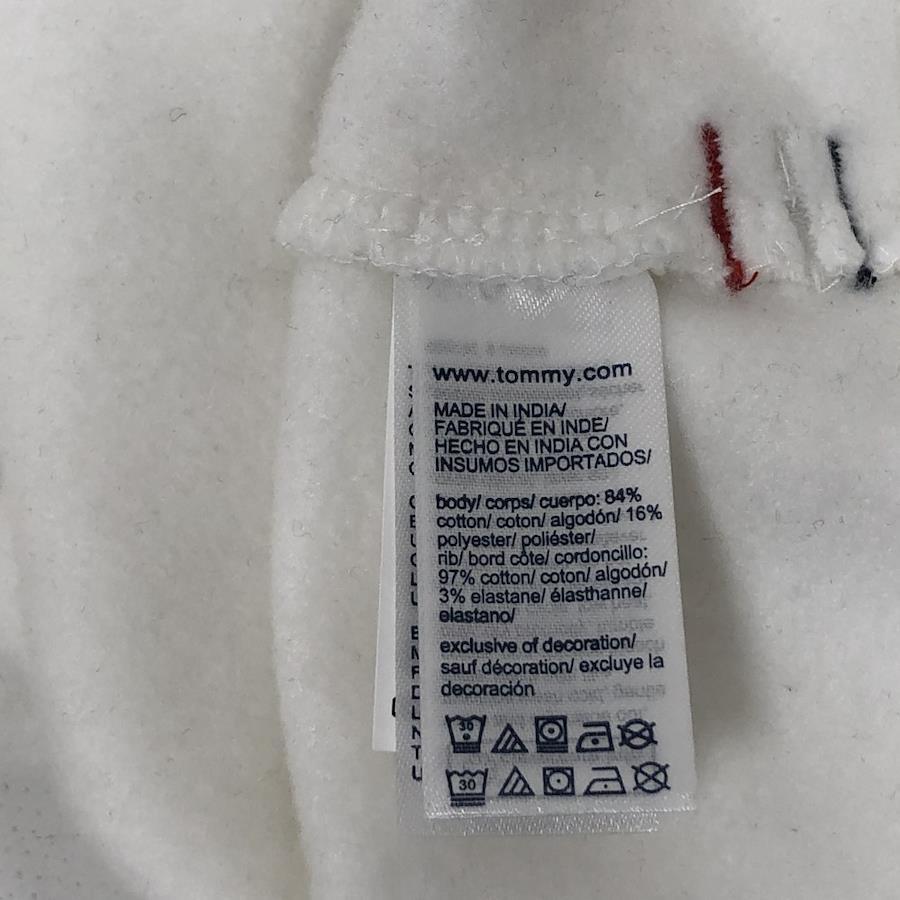 www.tommy.com
MADE IN INDIA/
FABRIQUÉ EN INDE/
HECHO EN INDIA CON
INSUMOS IMPORTADOS/
body/ corps/ cuerpo: 84%
cotton/ coton/ algodón/ 16%
polyester/ poliéster/
rib/ bord côte/ cordoncillo:
97% cotton/ coton/ algodón/
3% elastane/ élasthanne/
elastano/
exclusive of decoration/
sauf décoration/ excluye la
decoración
30
30